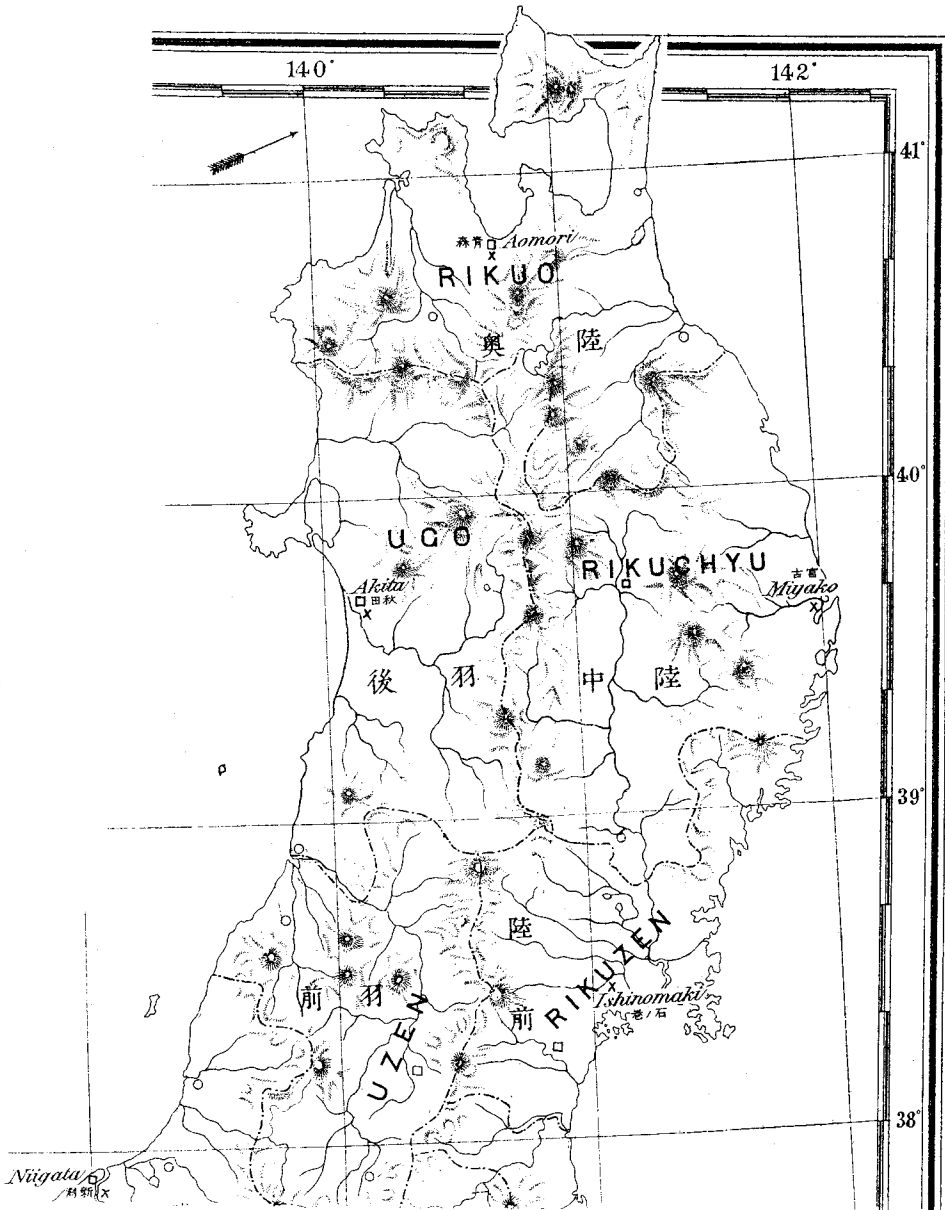 140°
142°
41°
森青
Aomori
RIKUO
奥 陸
40°
UGO
RIKUCHYU
古宮
Miyako
Akita
田秋
後 羽
中 陸
39°
陸
前
RIKUZEN
Ishinomaki
巻ノ石
前 羽
UZEN
38°
Niigata
潟新